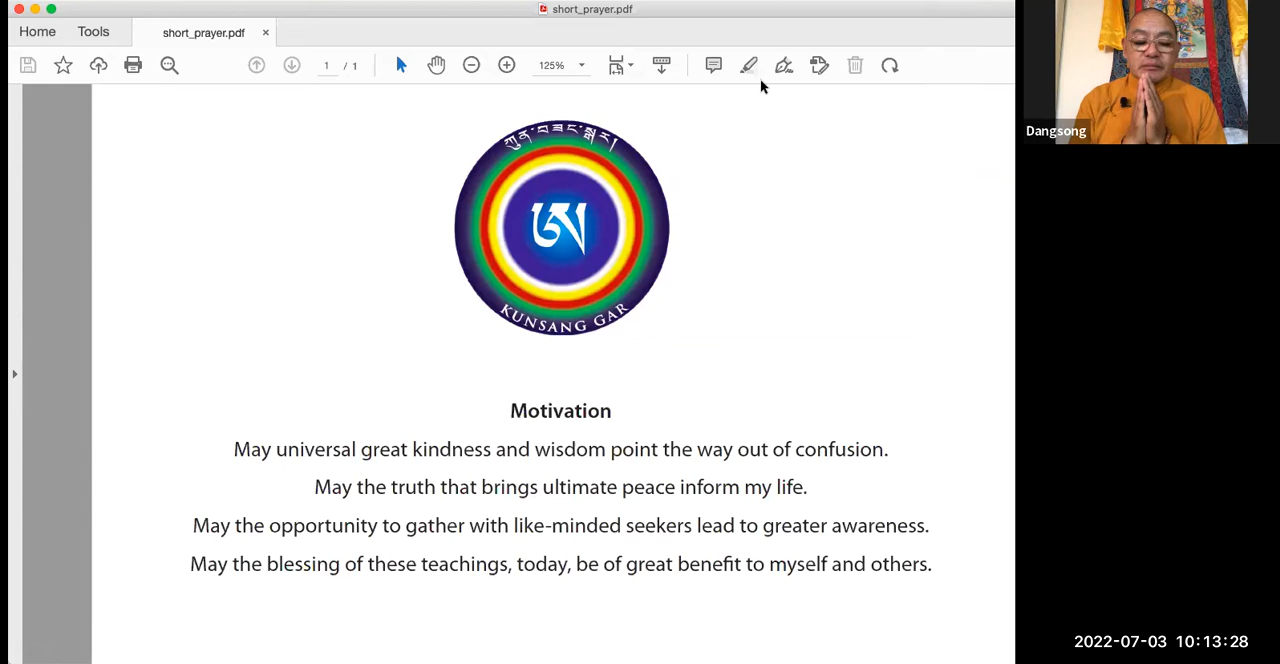 short_prayer.pdf
Home
Tools
short_prayer.pdf
×
1 / 1
125%
Dangsong
ཀུན་བཟང་སྒར།
ཨ
KUNSANG GAR
Motivation
May universal great kindness and wisdom point the way out of confusion.
May the truth that brings ultimate peace inform my life.
May the opportunity to gather with like-minded seekers lead to greater awareness.
May the blessing of these teachings, today, be of great benefit to myself and others.
2022-07-03 10:13:28